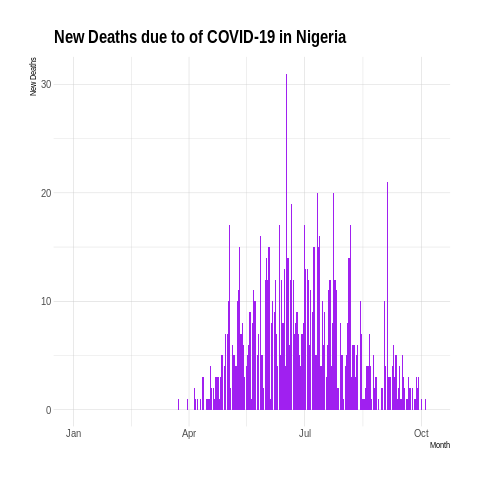 New Deaths due to of COVID-19 in Nigeria
New Deaths
30
20
10
0
Jan Apr Jul Oct
Month